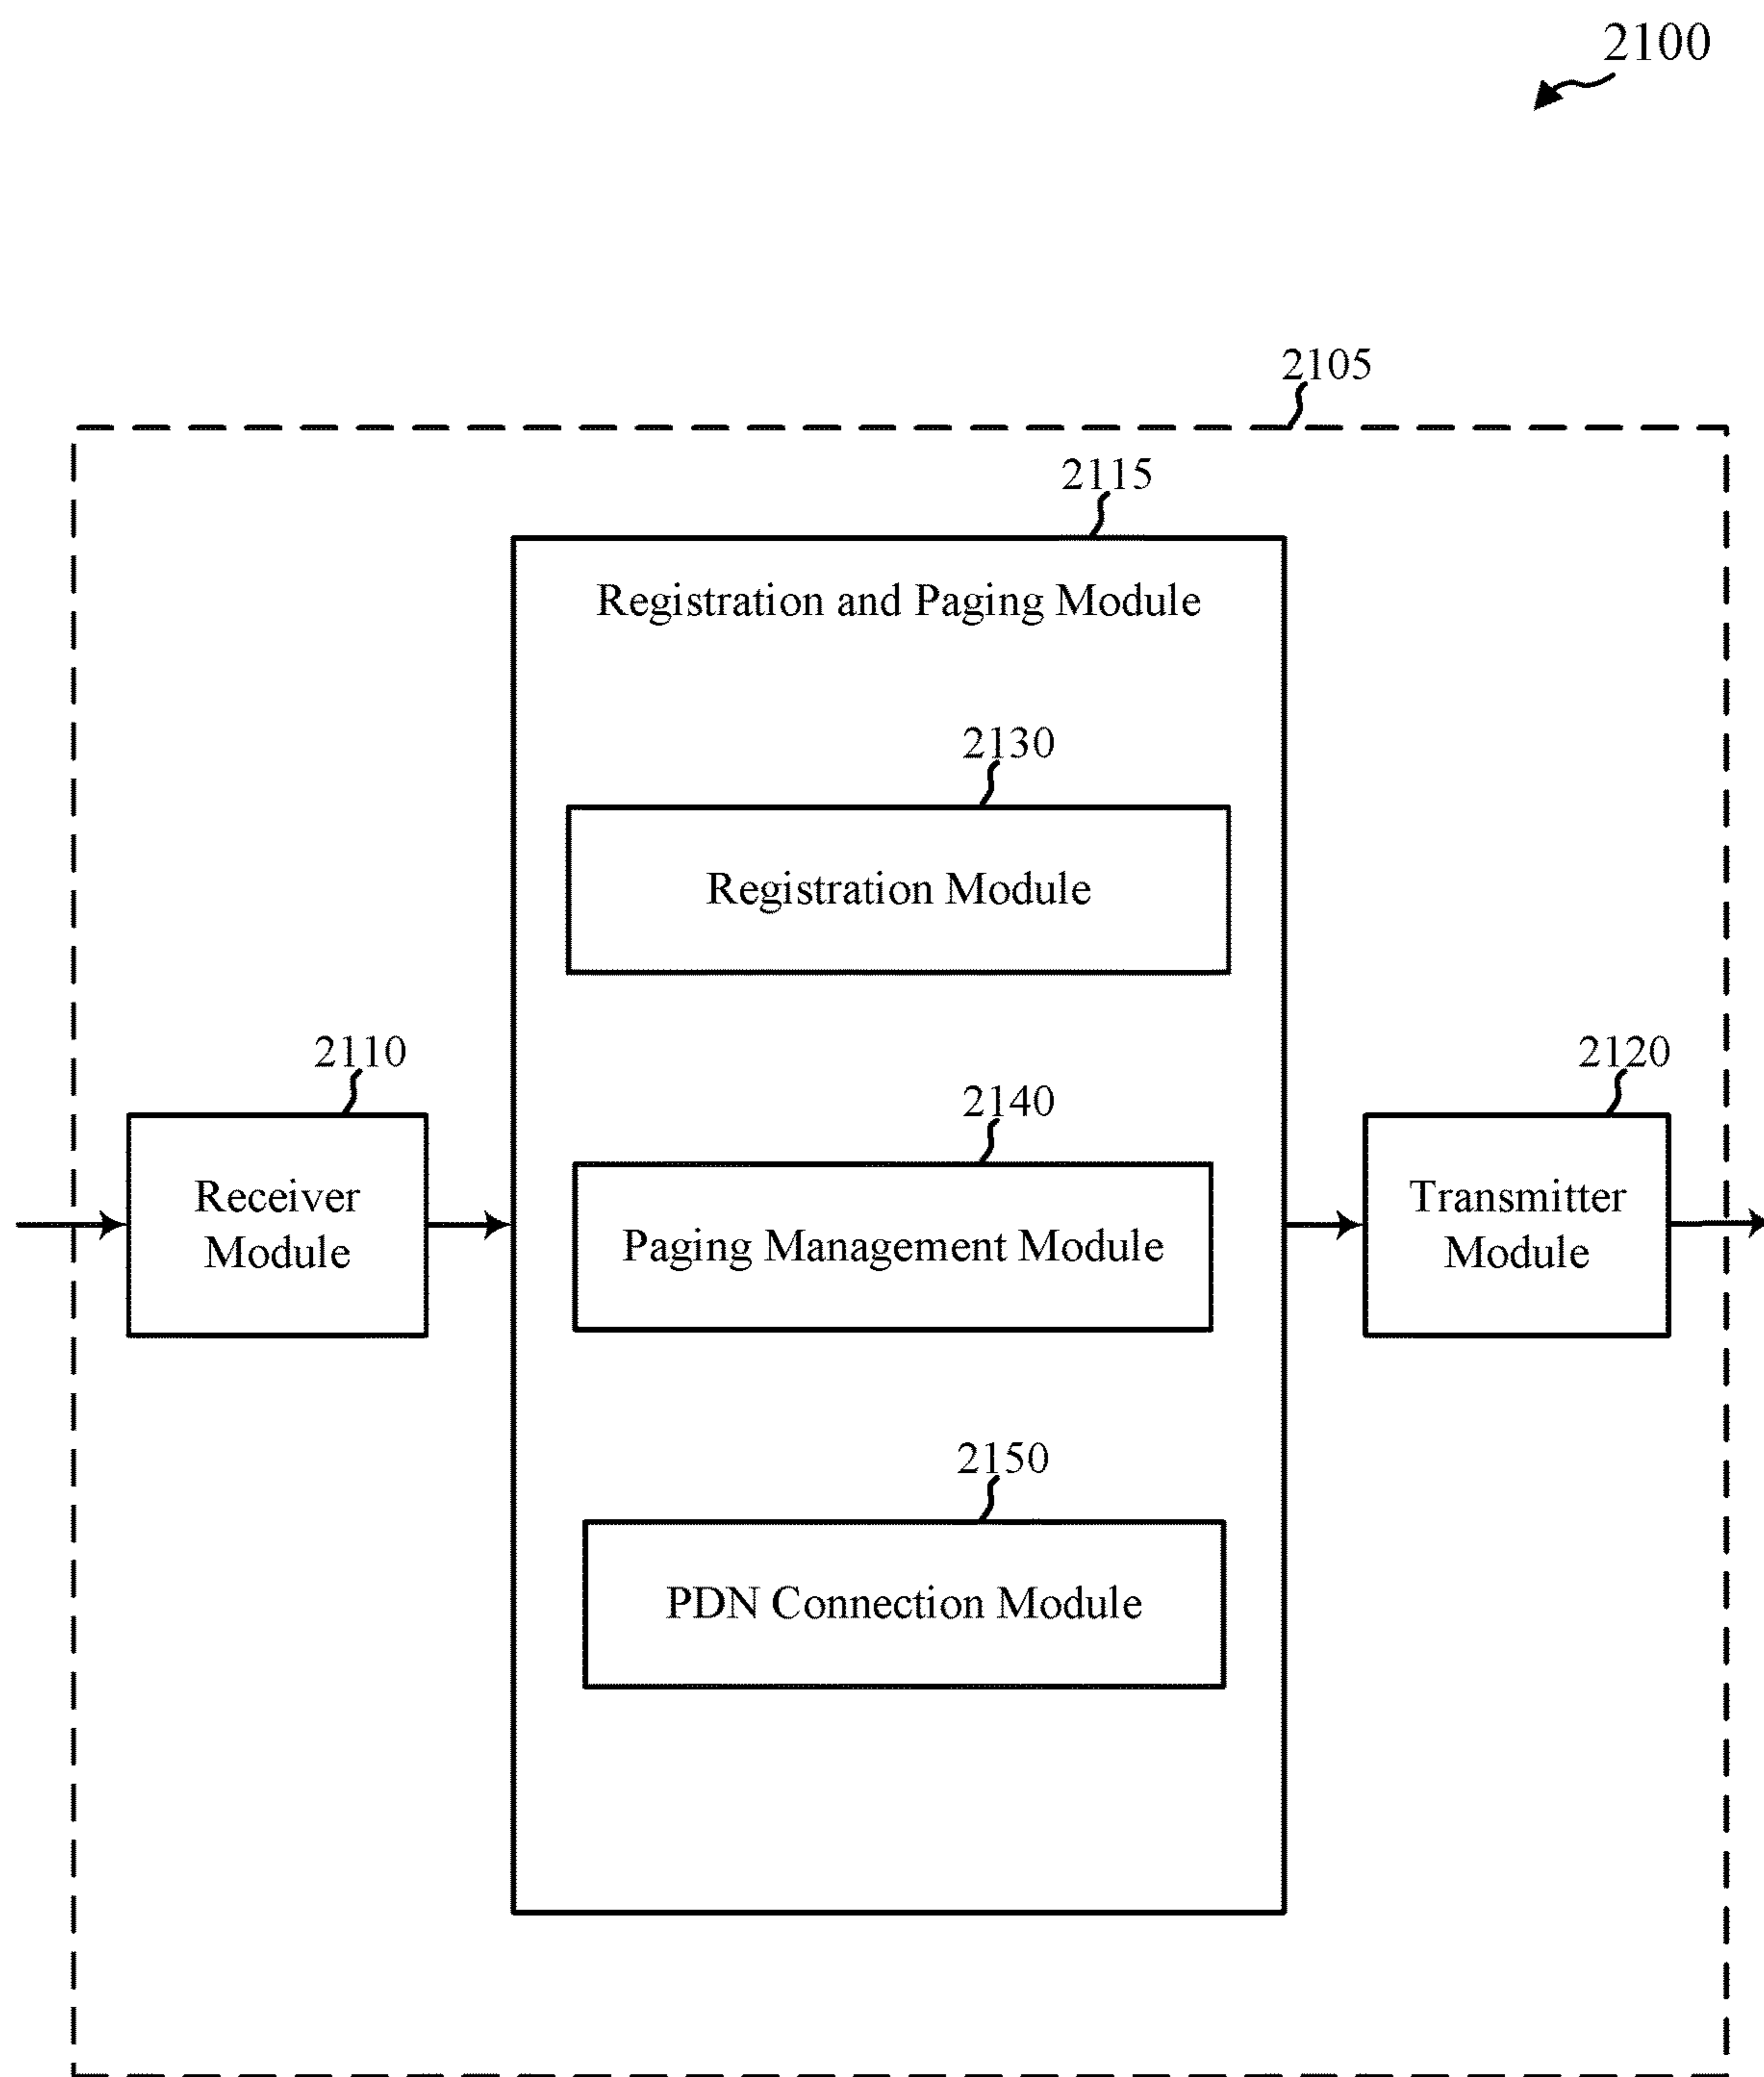 2100
2105
2115
Registration and Paging Module
2130
Registration Module
2110
Receiver
Module
2140
Paging Management Module
2120
Transmitter
Module
2150
PDN Connection Module